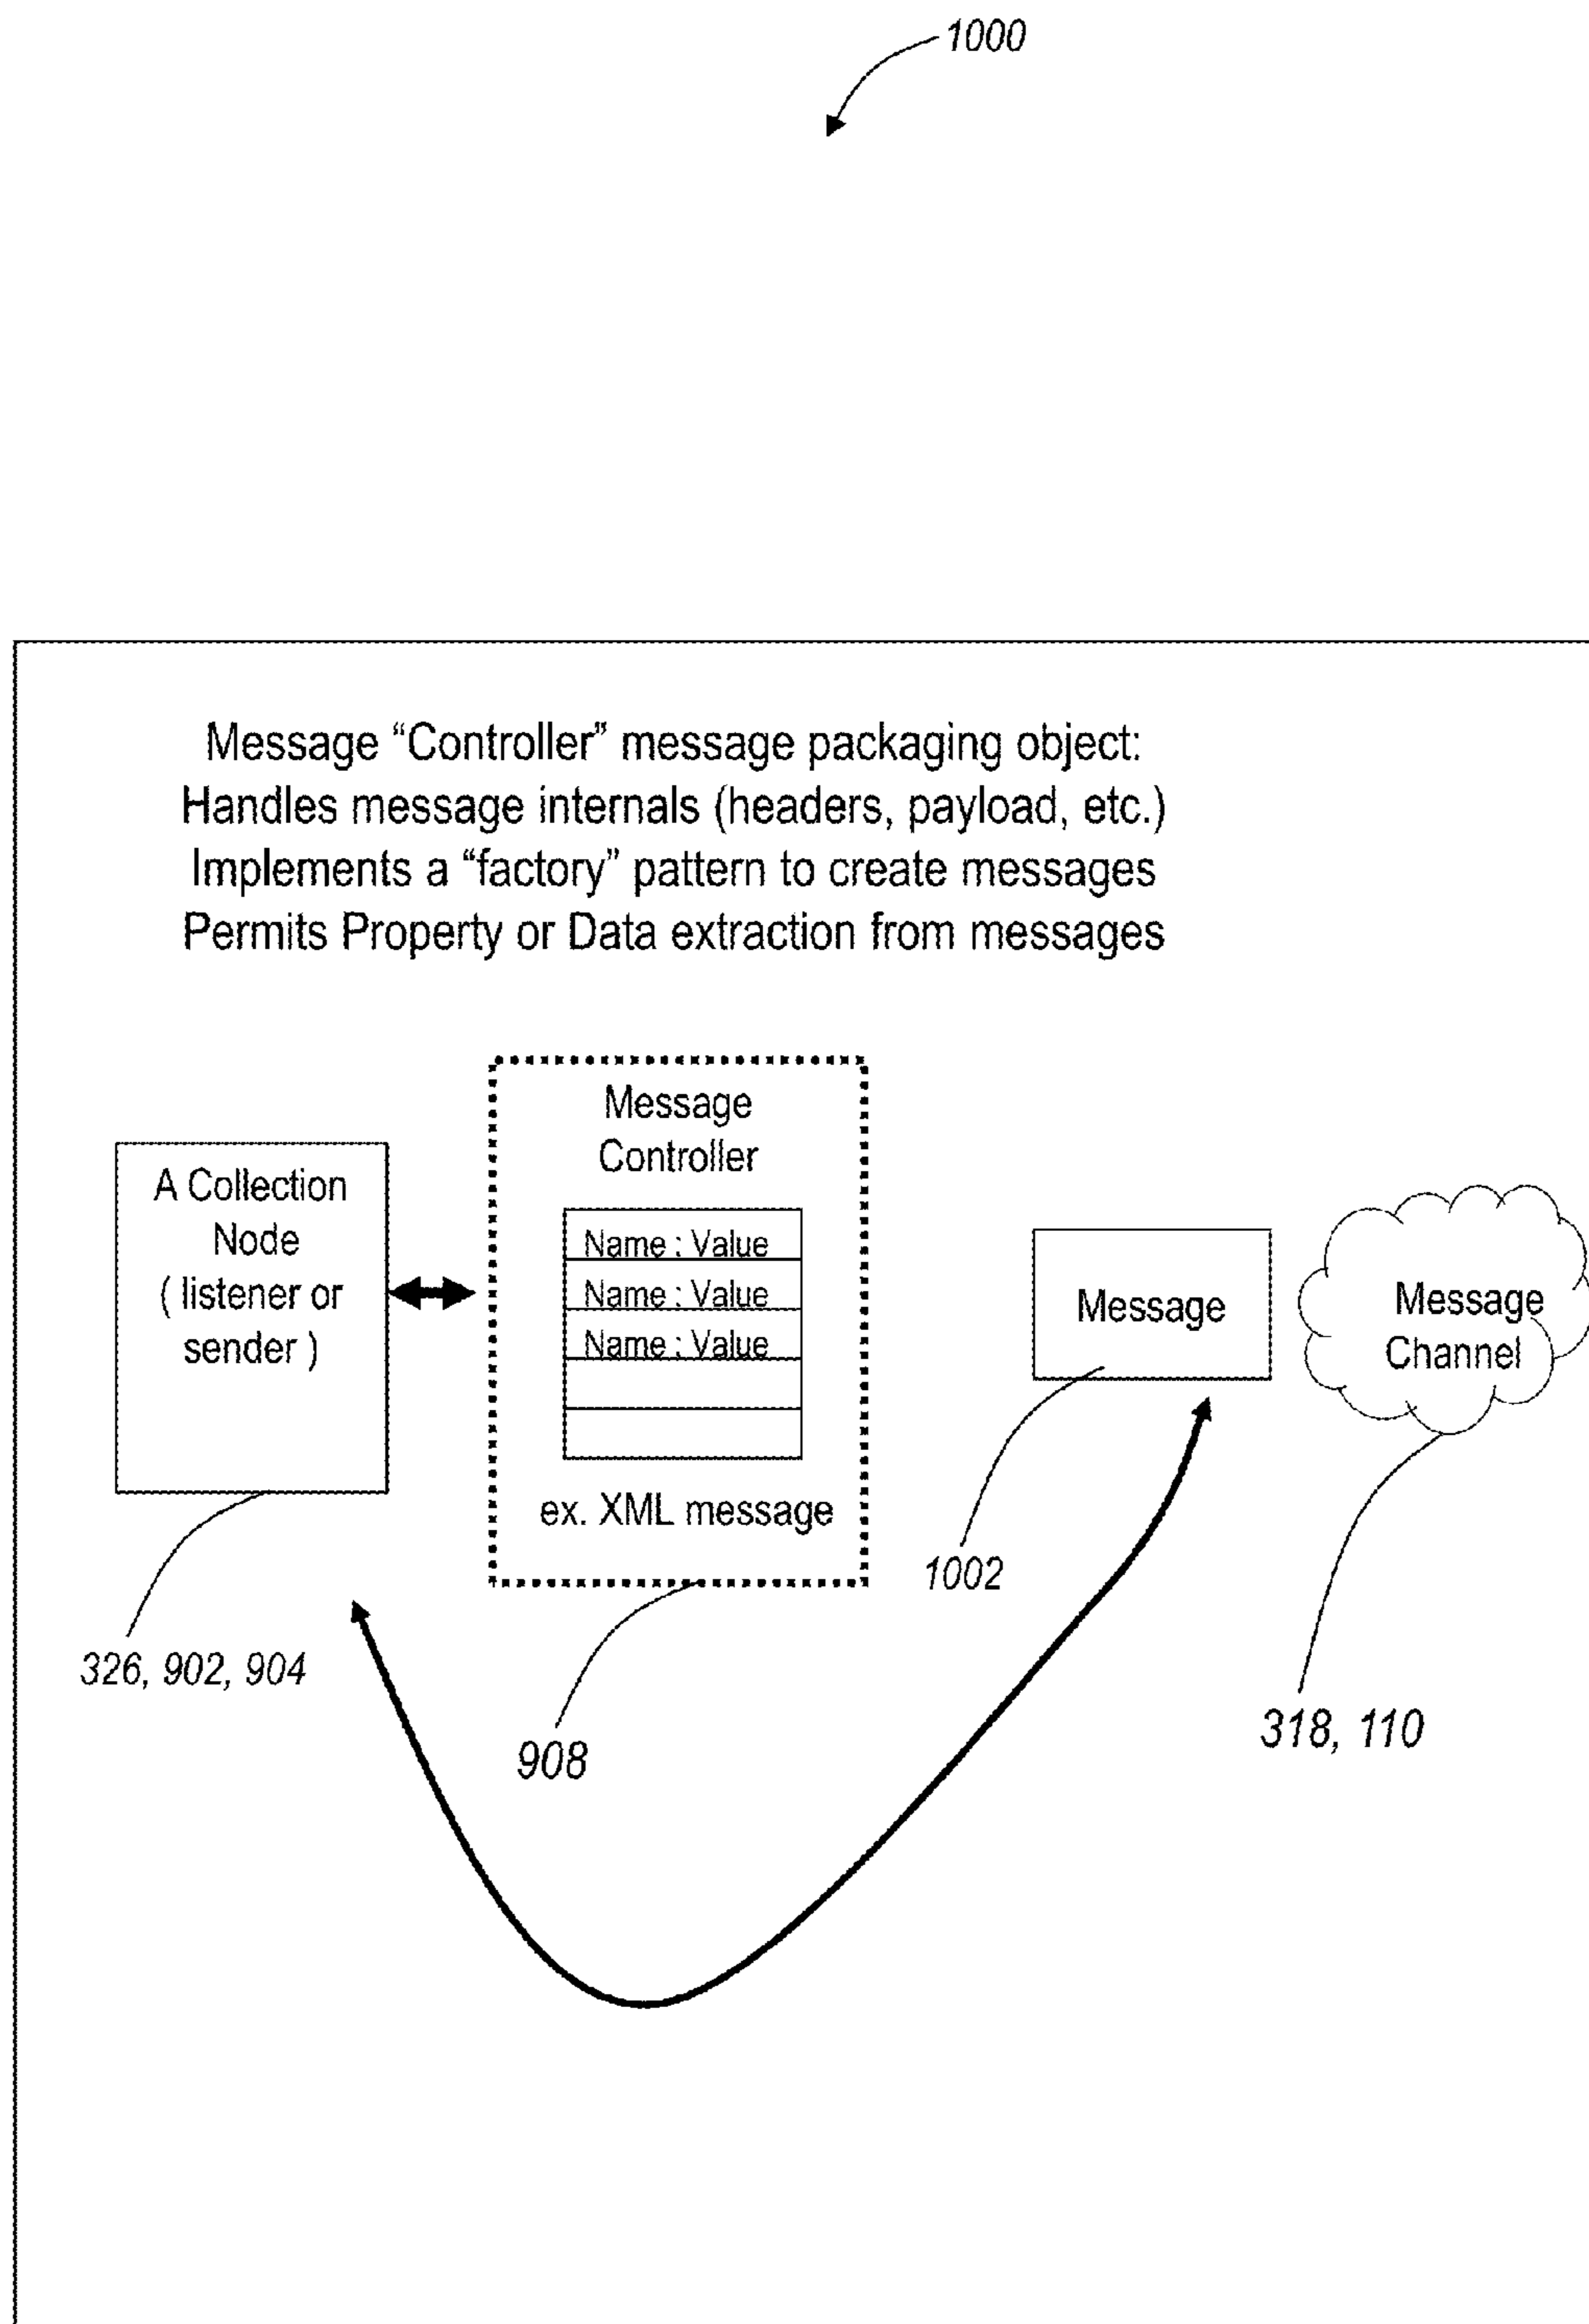 1000
Message “Controller” message packaging object:
Handles message internals (headers, payload, etc.)
Implements a “factory” pattern to create messages
Permits Property or Data extraction from messages
A Collection
Node
( listener or
sender )
Message
Controller
Name : Value
Name : Value
Name : Value
ex. XML message
Message
Message
Channel
326, 902, 904
908
1002
318, 110